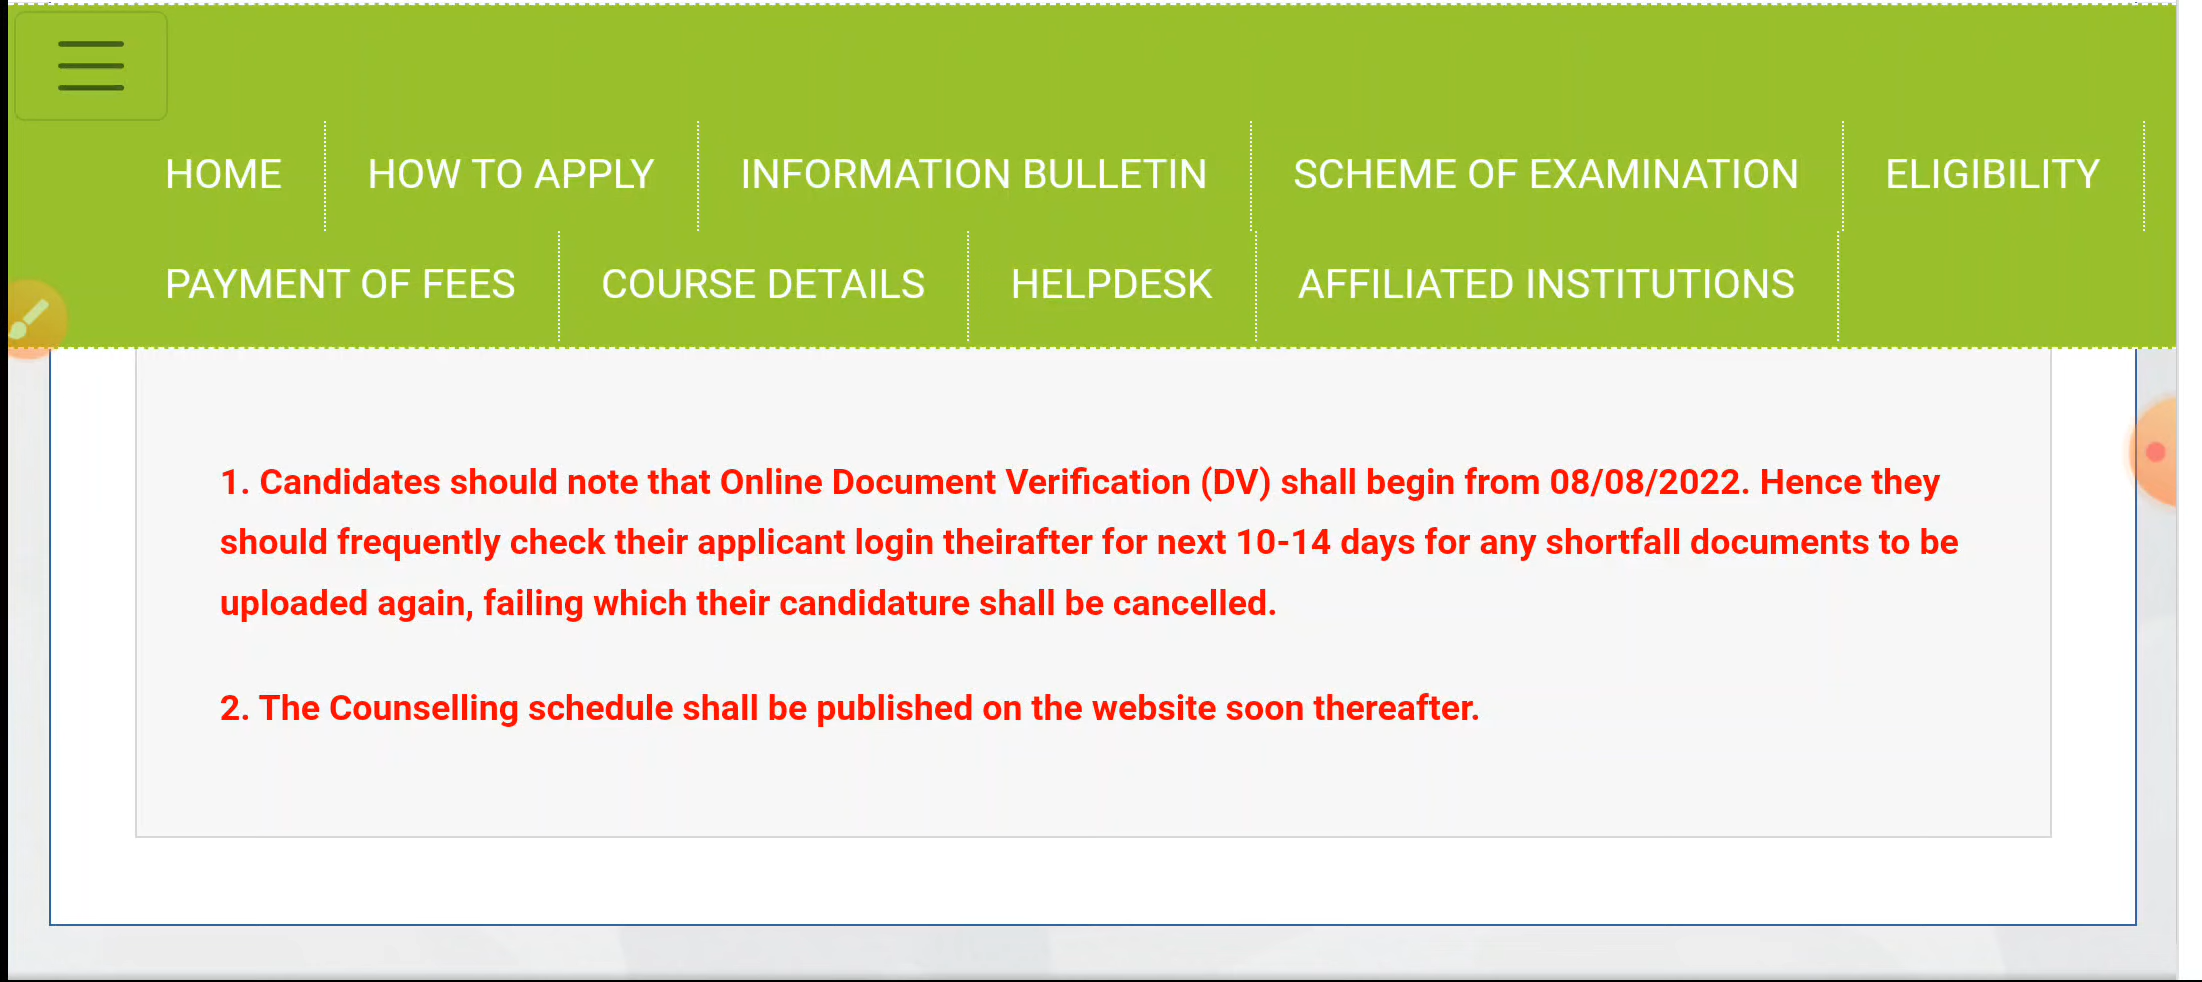 HOME
HOW TO APPLY
INFORMATION BULLETIN
SCHEME OF EXAMINATION
ELIGIBILITY
PAYMENT OF FEES
COURSE DETAILS
HELPDESK
AFFILIATED INSTITUTIONS
1. Candidates should note that Online Document Verification (DV) shall begin from 08/08/2022. Hence they
should frequently check their applicant login theirafter for next 10-14 days for any shortfall documents to be
uploaded again, failing which their candidature shall be cancelled.
2. The Counselling schedule shall be published on the website soon thereafter.